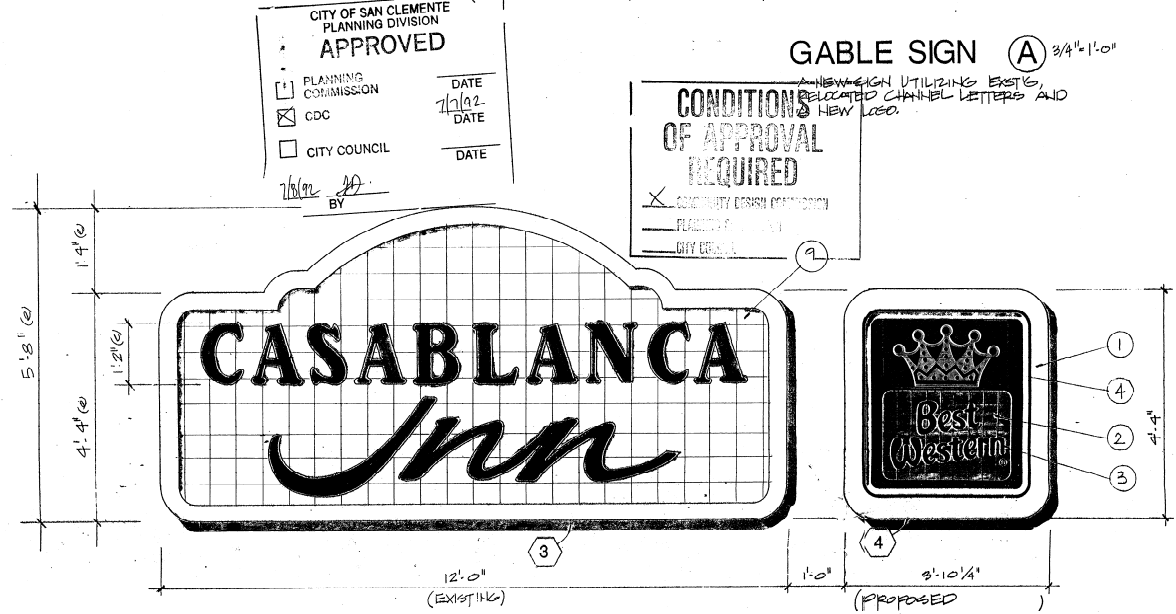 CITY OF SAN CLEMENTE
PLANNING DIVISION
APPROVED
PLANNING
COMMISSION
DATE
7/7/92
CDC
DATE
CITY COUNCIL
DATE
7/8/92
BY
GABLE SIGN A 3/4"=1'-0"
A NEW SIGN UTILIZING EXST'G,
RELOCATED CHANNEL LETTERS AND
A NEW LOGO.
CONDITIONS
OF APPROVAL
REQUIRED
X COMMUNITY DESIGN COMMISSION
CITY COUNCIL
9
1'4"(e)
5'-8"(e)
1'2"(e)
4'-4"(e)
CASABLANCA
Inn
Best
Western
®
1
4
2
3
4'-4"
3
4
12'-0"
(EXISTING)
1'-0"
3'-10 1/4"
(PROPOSED )